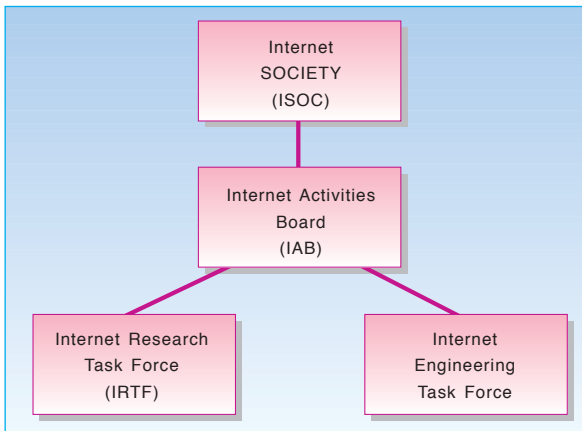 Internet
SOCIETY
(ISOC)
Internet Activities
Board
(IAB)
Internet Research
Task Force
(IRTF)
Internet
Engineering
Task Force